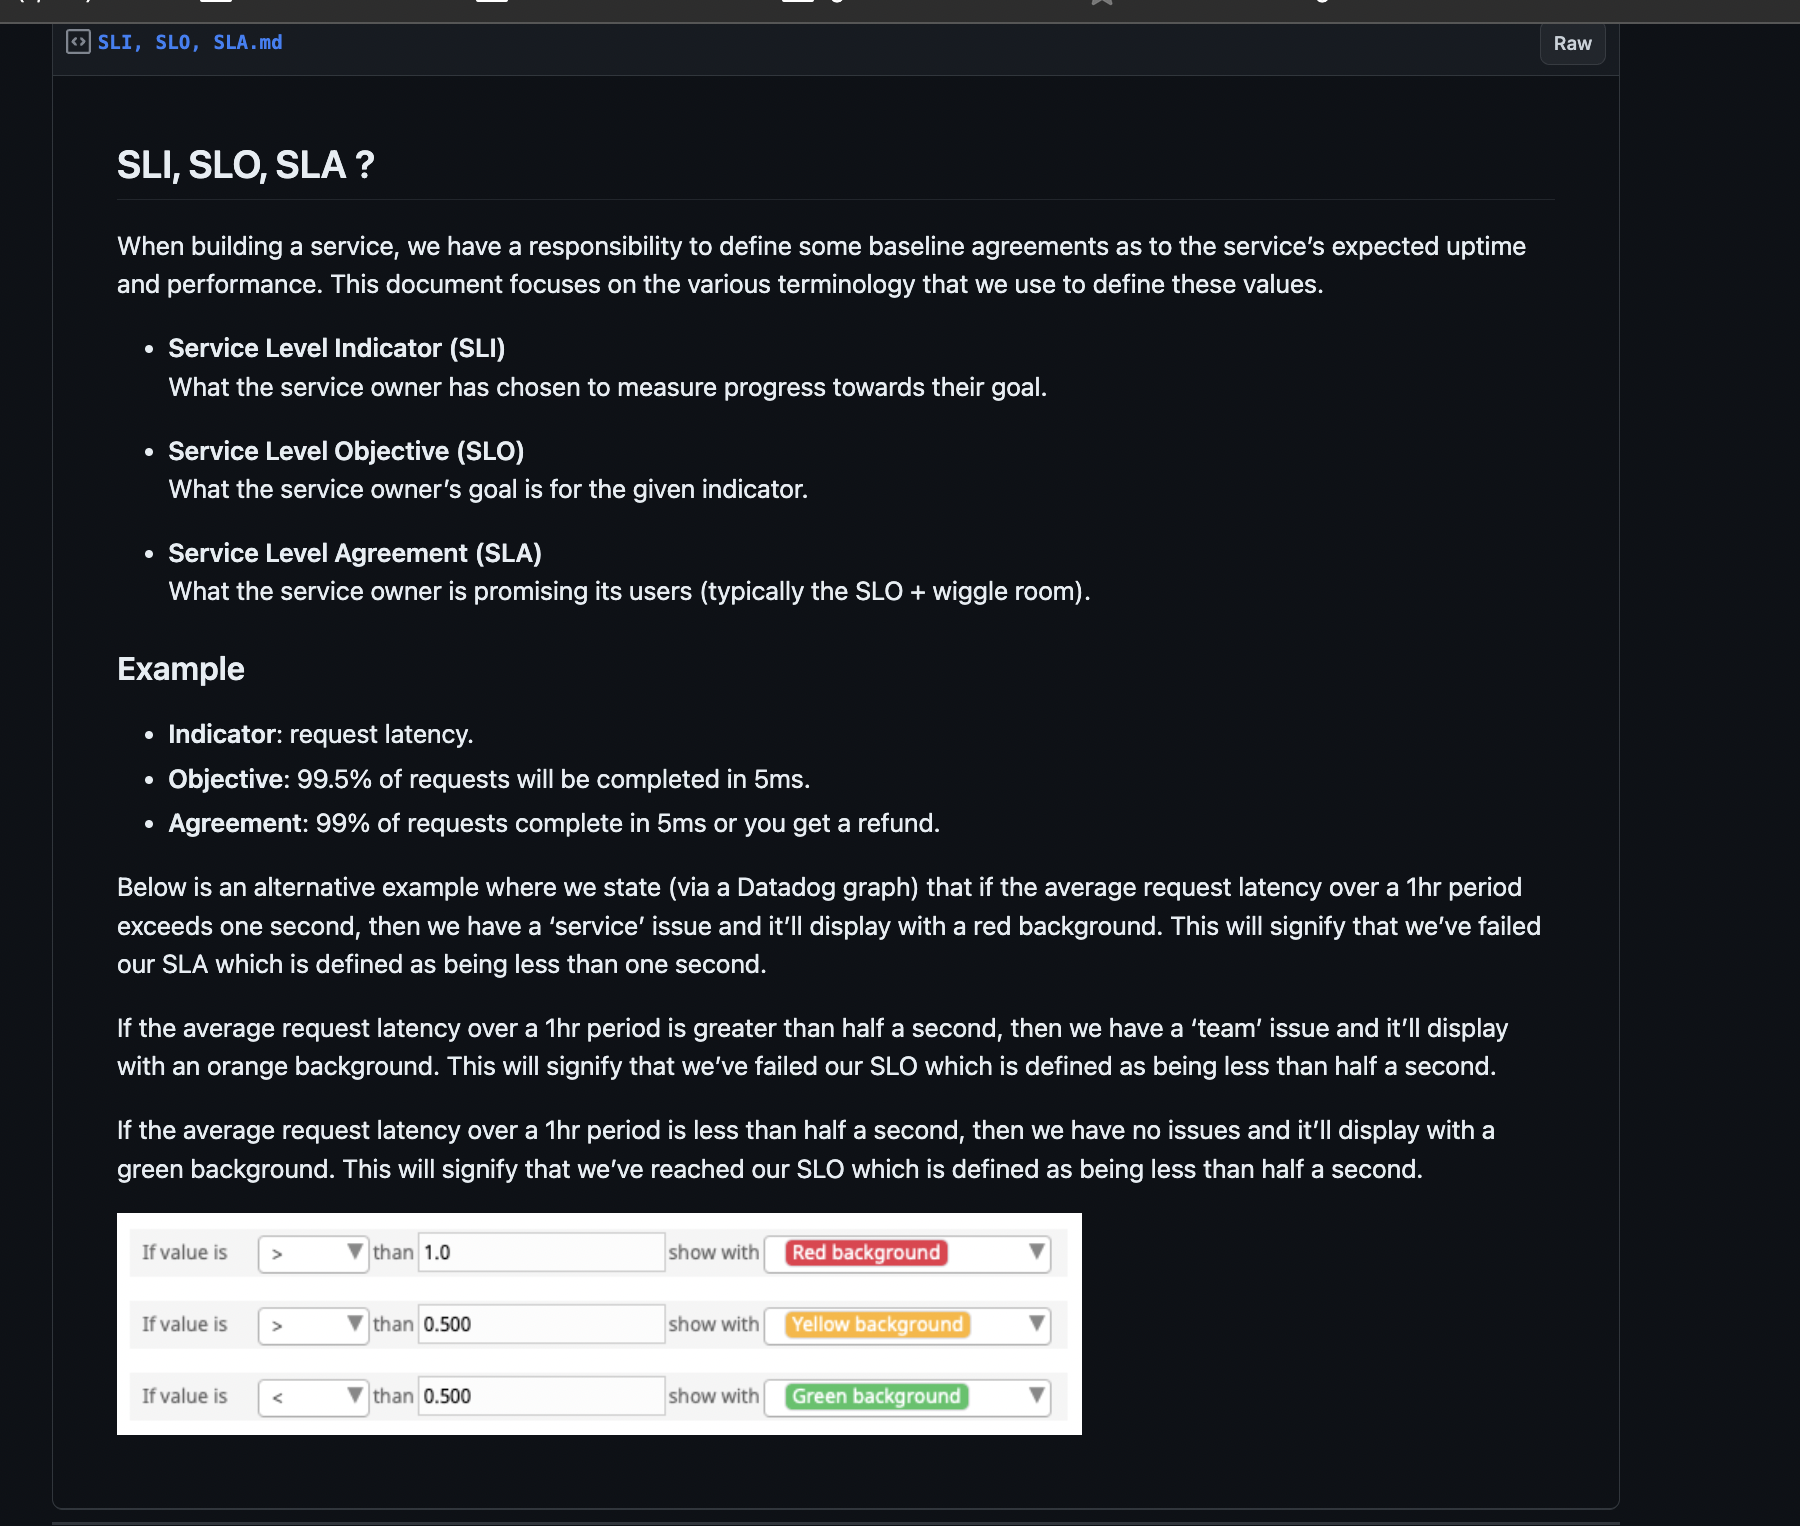 SLI, SLO, SLA.md
Raw
SLI, SLO, SLA ?
When building a service, we have a responsibility to define some baseline agreements as to the service’s expected uptime
and performance. This document focuses on the various terminology that we use to define these values.
• Service Level Indicator (SLI)
What the service owner has chosen to measure progress towards their goal.
• Service Level Objective (SLO)
What the service owner’s goal is for the given indicator.
• Service Level Agreement (SLA)
What the service owner is promising its users (typically the SLO + wiggle room).
Example
• Indicator: request latency.
• Objective: 99.5% of requests will be completed in 5ms.
• Agreement: 99% of requests complete in 5ms or you get a refund.
Below is an alternative example where we state (via a Datadog graph) that if the average request latency over a 1hr period
exceeds one second, then we have a ‘service’ issue and it’ll display with a red background. This will signify that we’ve failed
our SLA which is defined as being less than one second.
If the average request latency over a 1hr period is greater than half a second, then we have a ‘team’ issue and it’ll display
with an orange background. This will signify that we’ve failed our SLO which is defined as being less than half a second.
If the average request latency over a 1hr period is less than half a second, then we have no issues and it’ll display with a
green background. This will signify that we’ve reached our SLO which is defined as being less than half a second.
If value is > than 1.0 show with Red background
If value is > than 0.500 show with Yellow background
If value is < than 0.500 show with Green background